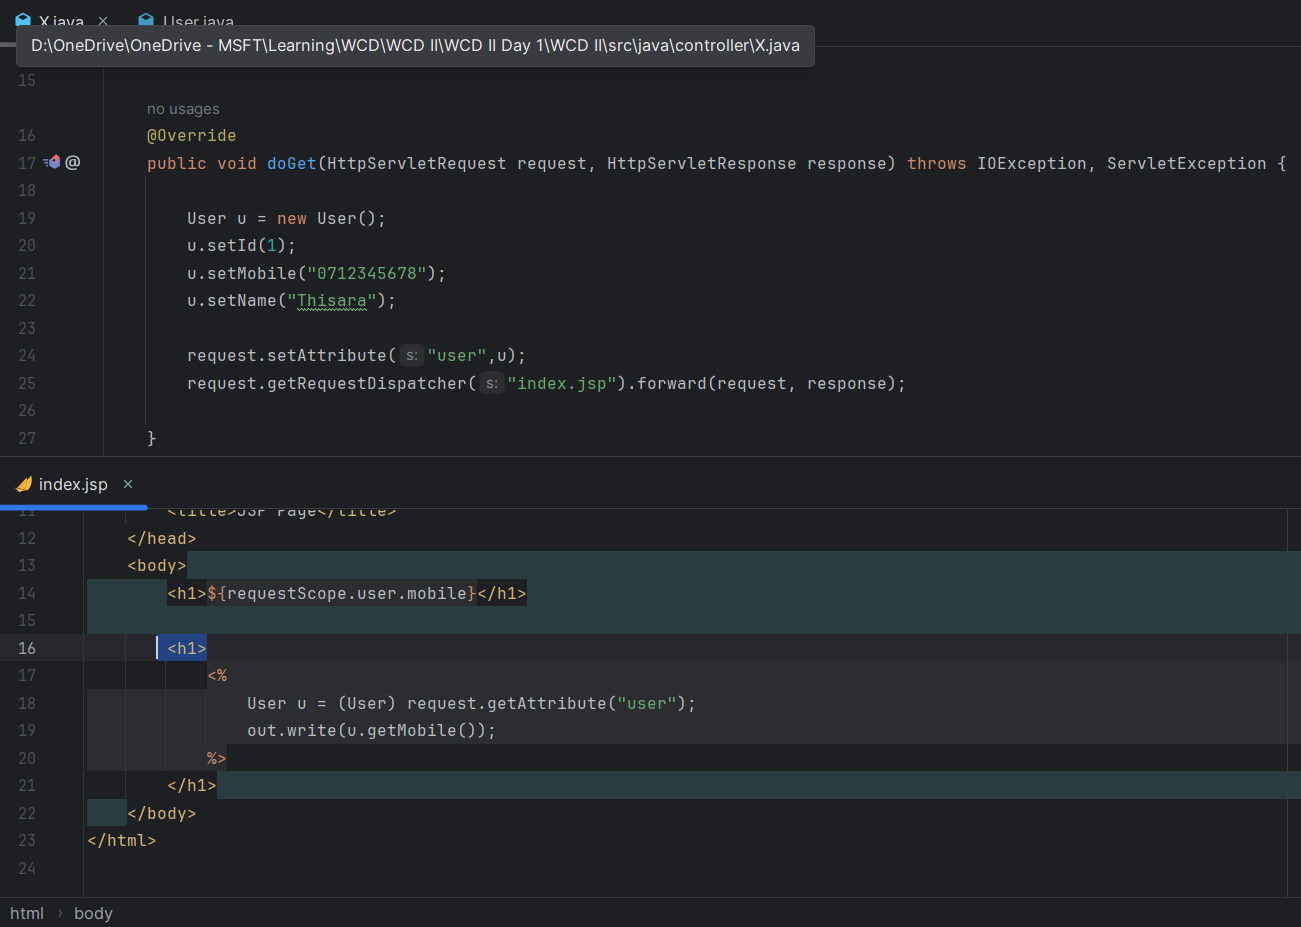 X.java
User.java
D:\OneDrive\OneDrive - MSFT\Learning\WCD\WCD II\WCD II Day 1\WCD II\src\java\controller\X.java
15
no usages
16 @Override
17 @ public void doGet(HttpServletRequest request, HttpServletResponse response) throws IOException, ServletException {
18
19 User u = new User();
20 u.setId(1);
21 u.setMobile("0712345678");
22 u.setName("Thisara");
23
24 request.setAttribute( s: "user",u);
25 request.getRequestDispatcher( s: "index.jsp").forward(request, response);
26
27 }
index.jsp
11 <title>JSP Page</title>
12 </head>
13 <body>
14 <h1>${requestScope.user.mobile}</h1>
15
16 <h1>
17 <%
18 User u = (User) request.getAttribute("user");
19 out.write(u.getMobile());
20 %>
21 </h1>
22 </body>
23 </html>
24
html › body